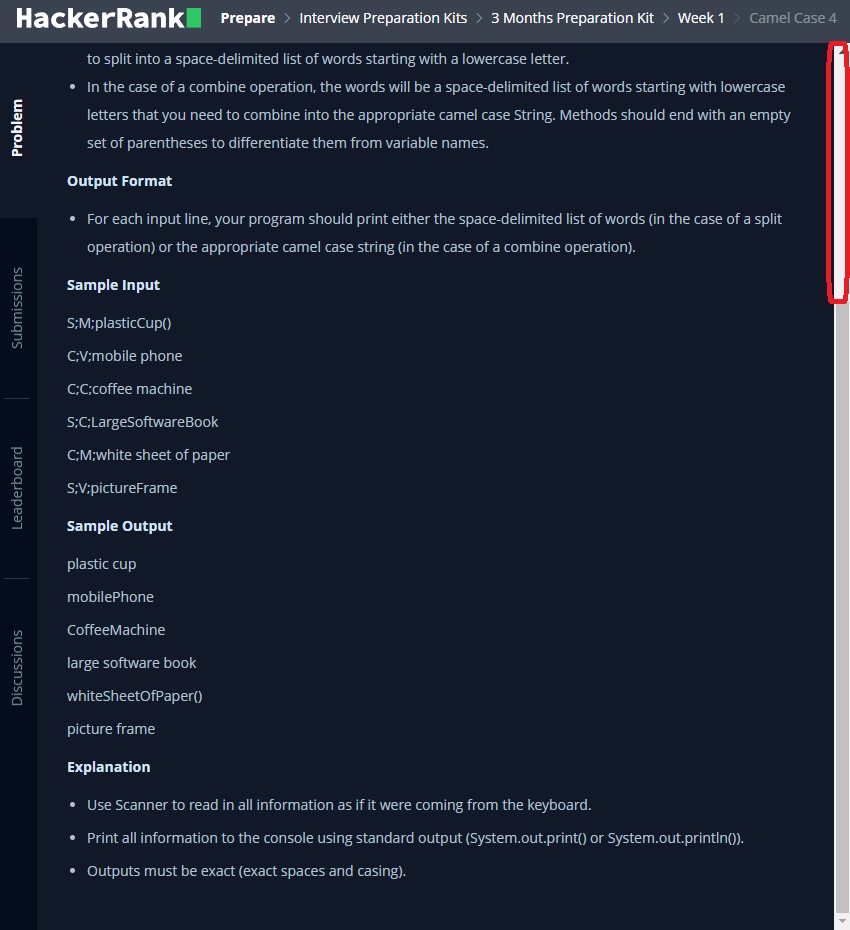 HackerRank Prepare > Interview Preparation Kits > 3 Months Preparation Kit > Week 1 > Camel Case 4
Problem
Submissions
Leaderboard
Discussions
to split into a space-delimited list of words starting with a lowercase letter.
• In the case of a combine operation, the words will be a space-delimited list of words starting with lowercase
letters that you need to combine into the appropriate camel case String. Methods should end with an empty
set of parentheses to differentiate them from variable names.
Output Format
• For each input line, your program should print either the space-delimited list of words (in the case of a split
operation) or the appropriate camel case string (in the case of a combine operation).
Sample Input
S;M;plasticCup()
C;V;mobile phone
C;C;coffee machine
S;C;LargeSoftwareBook
C;M;white sheet of paper
S;V;pictureFrame
Sample Output
plastic cup
mobilePhone
CoffeeMachine
large software book
whiteSheetOfPaper()
picture frame
Explanation
• Use Scanner to read in all information as if it were coming from the keyboard.
• Print all information to the console using standard output (System.out.print() or System.out.println()).
• Outputs must be exact (exact spaces and casing).